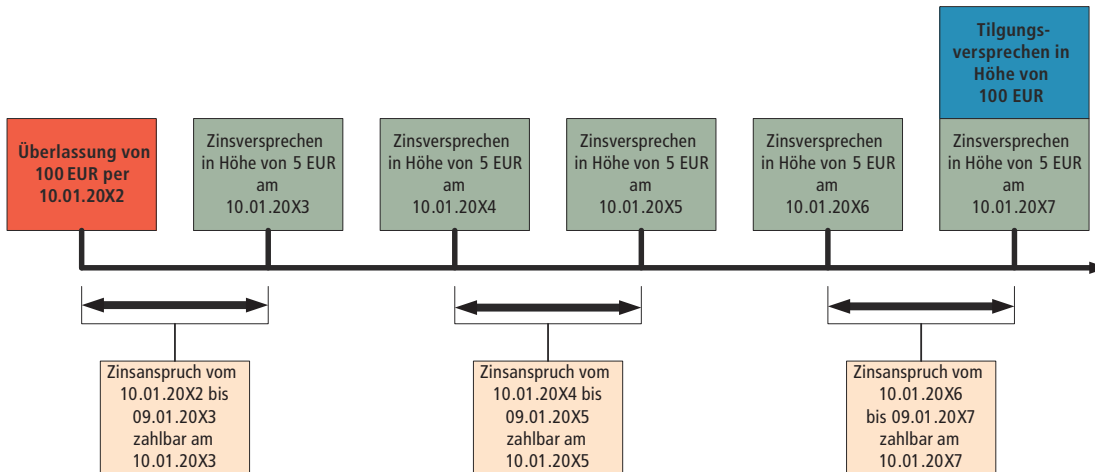 Tilgungs-
versprechen in
Höhe von
100 EUR
Überlassung von
100 EUR per
10.01.20X2
Zinsversprechen
in Höhe von 5 EUR
am
10.01.20X3
Zinsversprechen
in Höhe von 5 EUR
am
10.01.20X4
Zinsversprechen
in Höhe von 5 EUR
am
10.01.20X5
Zinsversprechen
in Höhe von 5 EUR
am
10.01.20X6
Zinsversprechen
in Höhe von 5 EUR
am
10.01.20X7
Zinsanspruch vom
10.01.20X2 bis
09.01.20X3
zahlbar am
10.01.20X3
Zinsanspruch vom
10.01.20X4 bis
09.01.20X5
zahlbar am
10.01.20X5
Zinsanspruch vom
10.01.20X6
bis 09.01.20X7
zahlbar am
10.01.20X7